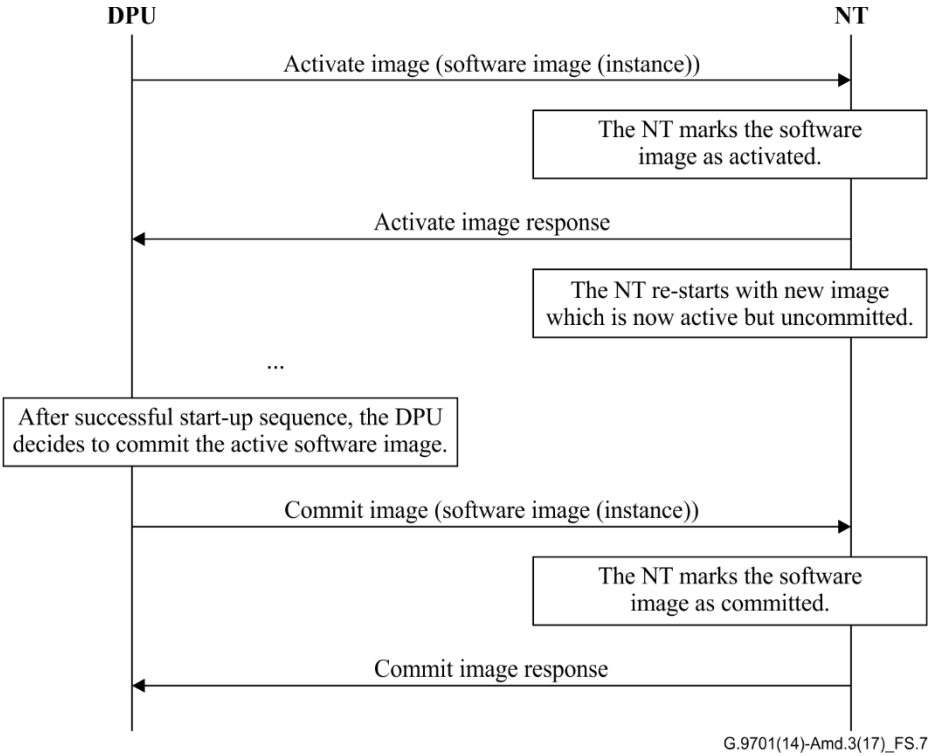 DPU NT
Activate image (software image (instance))
The NT marks the software
image as activated.
Activate image response
The NT re-starts with new image
which is now active but uncommitted.
...
After successful start-up sequence, the DPU
decides to commit the active software image.
Commit image (software image (instance))
The NT marks the software
image as committed.
Commit image response
G.9701(14)-Amd.3(17)_FS.7